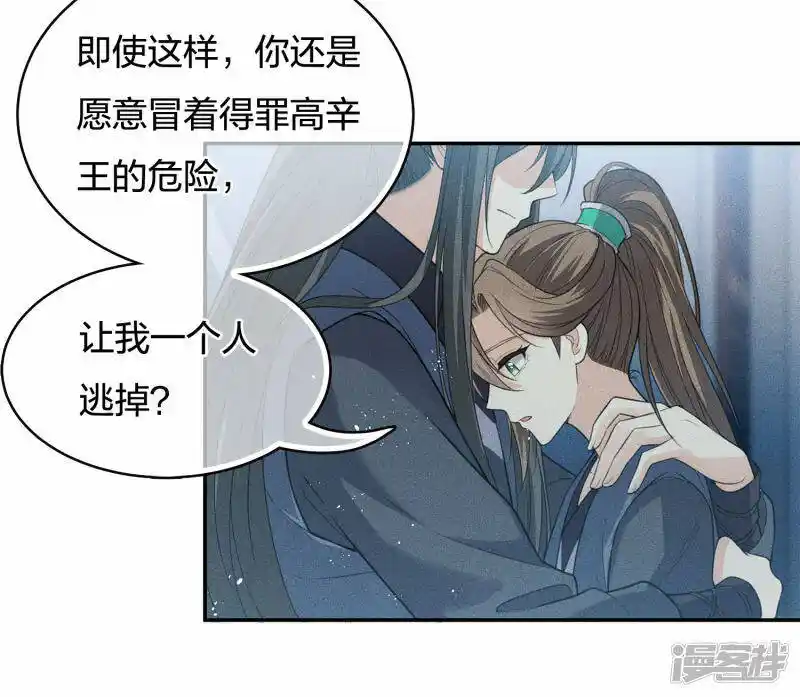 即使这样，你还是
愿意冒着得罪高辛
王的危险，
让我一个人
逃掉？
漫客栈